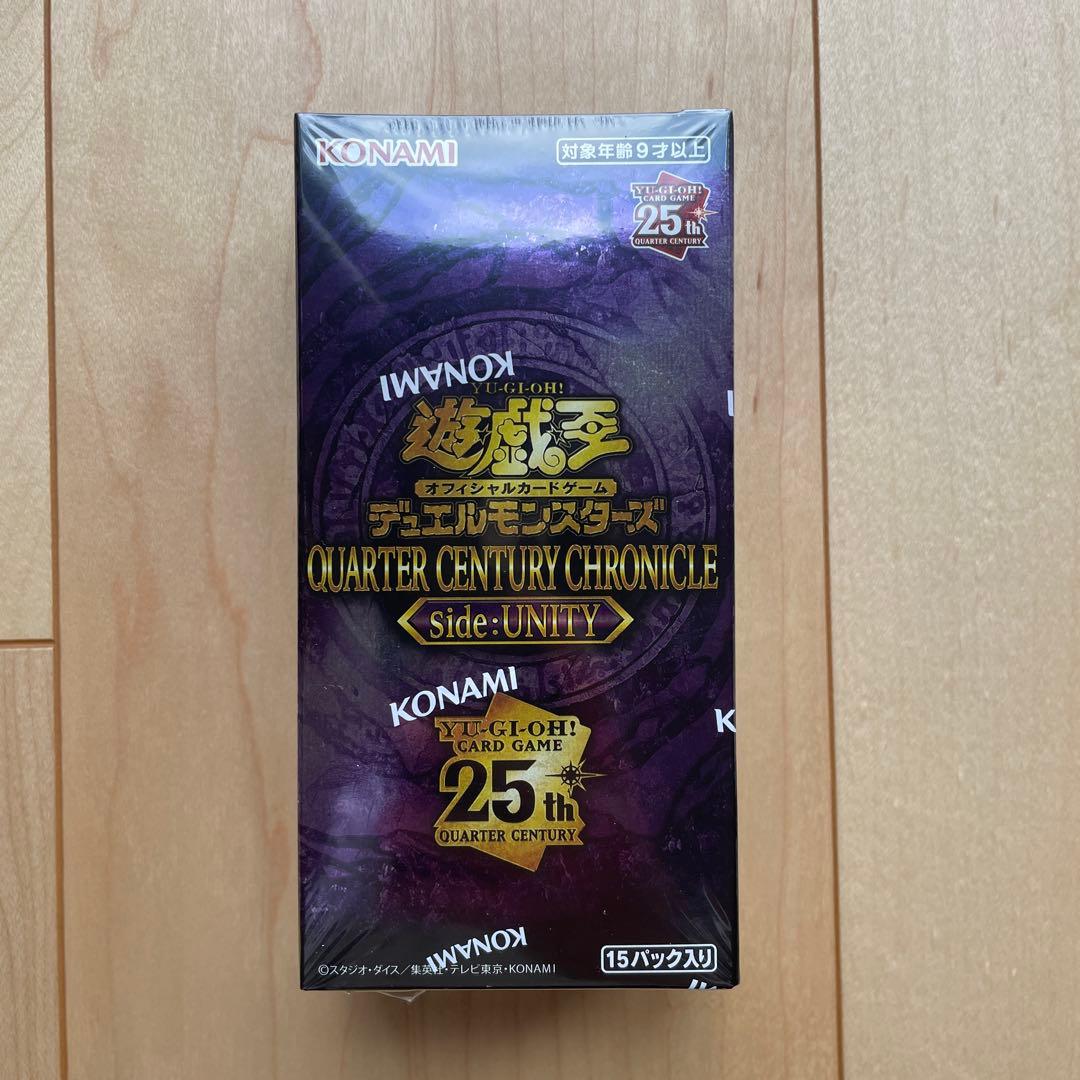 KONAMI
対象年齢9才以上
YU-GI-OH!
CARD GAME
25th
QUARTER CENTURY
KONAMI
YU-GI-OH!
遊戯王
オフィシャルカードゲーム
デュエルモンスターズ
QUARTER CENTURY CHRONICLE
side:UNITY
KONAMI
K
YU-GI-OH!
CARD GAME
25th
QUARTER CENTURY
KONAMI
15パック入り
©スタジオ・ダイス/集英社・テレビ東京・KONAMI